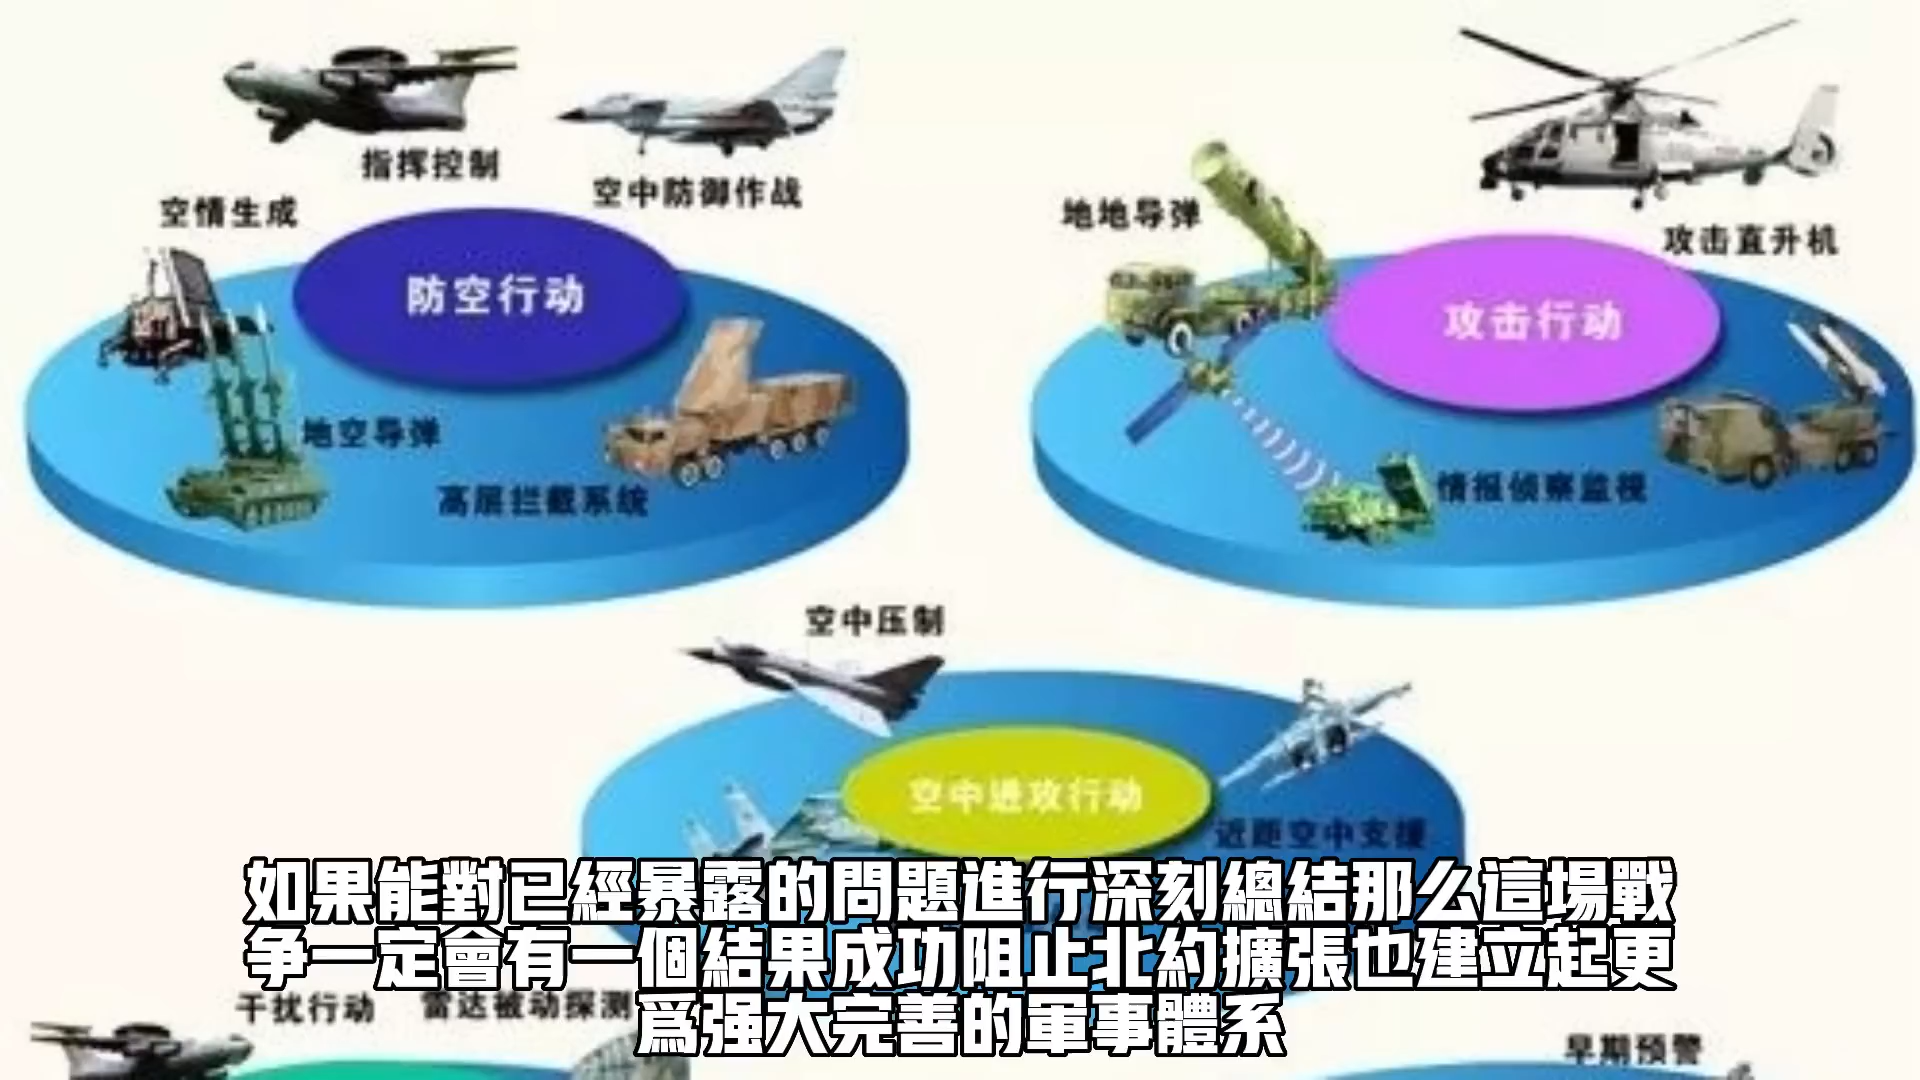 指挥控制
空中防御作战
空情生成
防空行动
地空导弹
高层拦截系统
地地导弹
攻击直升机
攻击行动
情报侦察监视
空中压制
空中进攻行动
近距空中支援
如果能對已經暴露的問題進行深刻總結那么這場戰
争一定會有一個結果成功阻止北約擴張也建立起更
爲强大完善的軍事體系
干扰行动
雷达被动探测
早期预警